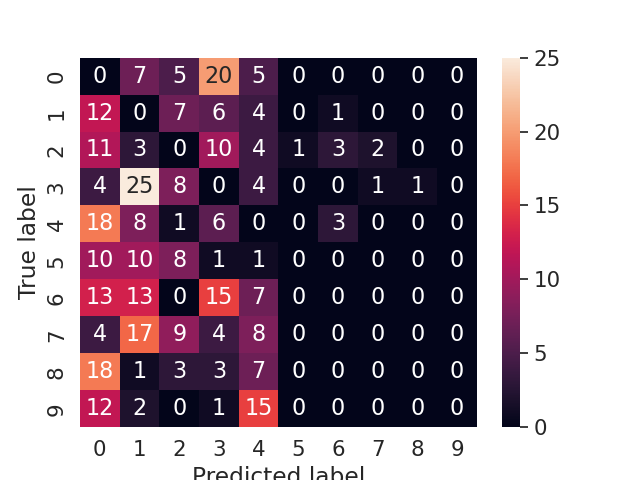 0 0 7 5 20 5 0 0 0 0 0
1 12 0 7 6 4 0 1 0 0 0
2 11 3 0 10 4 1 3 2 0 0
3 4 25 8 0 4 0 0 1 1 0
4 18 8 1 6 0 0 3 0 0 0
5 10 10 8 1 1 0 0 0 0 0
6 13 13 0 15 7 0 0 0 0 0
7 4 17 9 4 8 0 0 0 0 0
8 18 1 3 3 7 0 0 0 0 0
9 12 2 0 1 15 0 0 0 0 0
0 1 2 3 4 5 6 7 8 9
Predicted label
True label
25
20
15
10
5
0